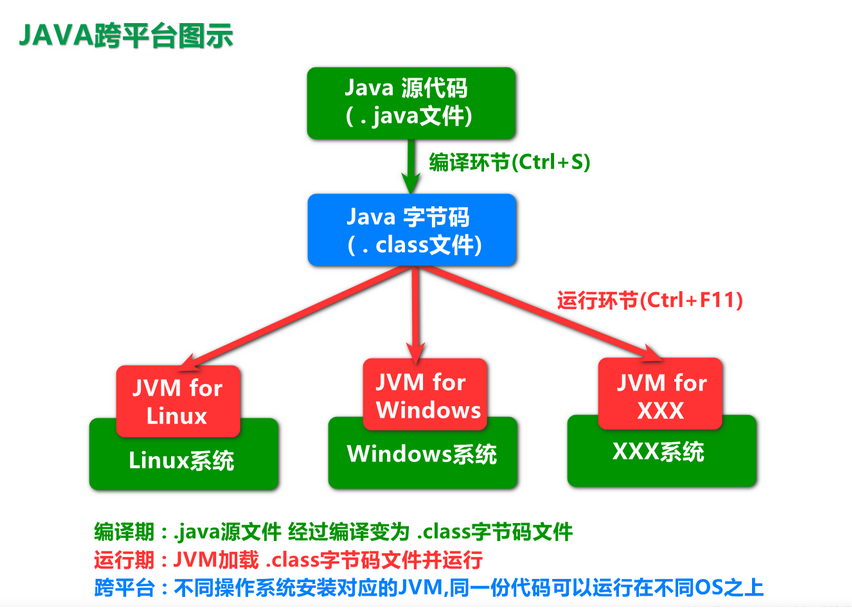 JAVA跨平台图示
Java 源代码
( . java文件)
编译环节(Ctrl+S)
Java 字节码
( . class文件)
运行环节(Ctrl+F11)
JVM for
Linux
Linux系统
JVM for
Windows
Windows系统
JVM for
XXX
XXX系统
编译期 : .java源文件 经过编译变为 .class字节码文件
运行期 : JVM加载 .class字节码文件并运行
跨平台 : 不同操作系统安装对应的JVM,同一份代码可以运行在不同OS之上